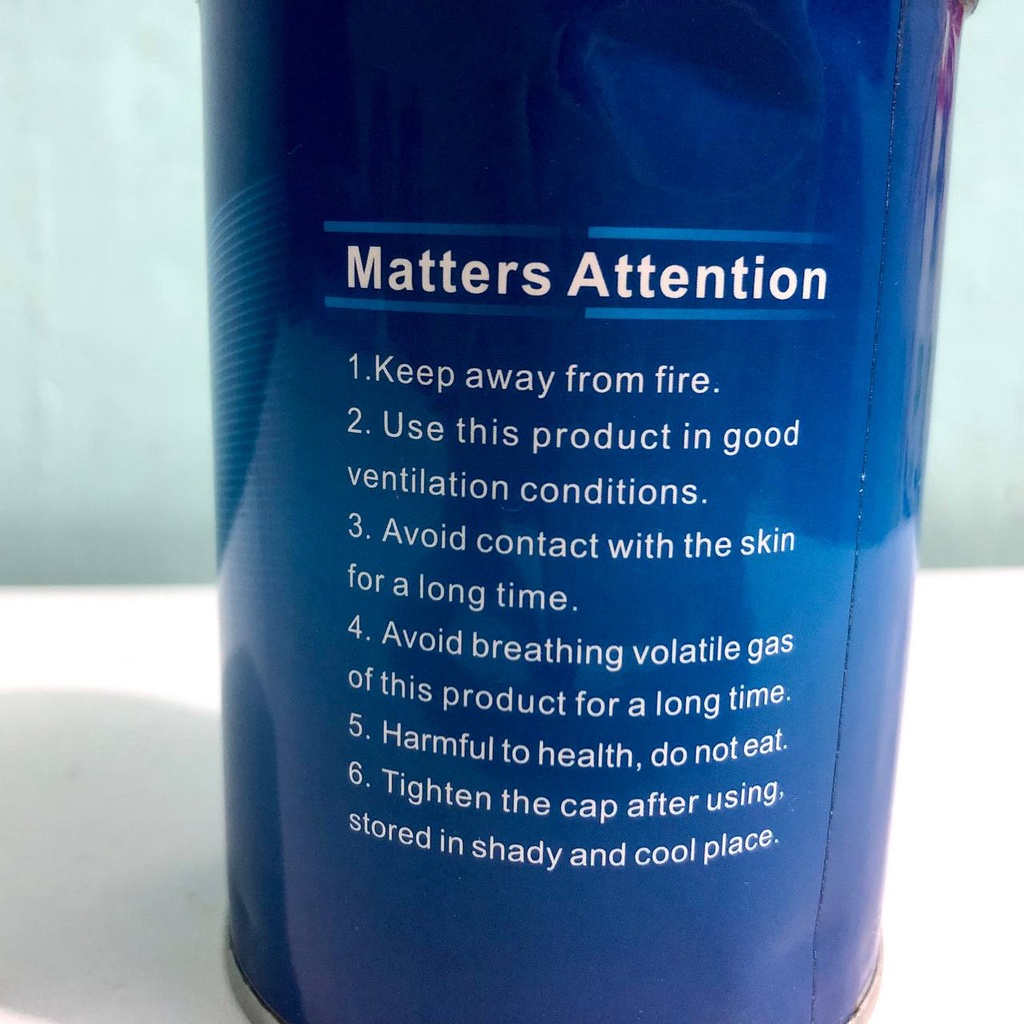 Matters Attention
1.Keep away from fire.
2. Use this product in good
ventilation conditions.
3. Avoid contact with the skin
for a long time.
4. Avoid breathing volatile gas
of this product for a long time.
5. Harmful to health, do not eat.
6. Tighten the cap after using,
stored in shady and cool place.